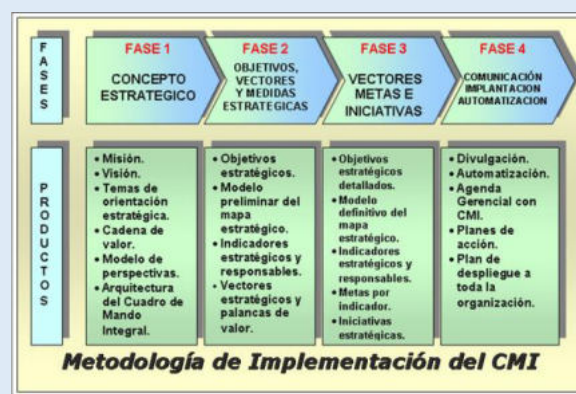 FASES
FASE 1
CONCEPTO
ESTRATEGICO
FASE 2
OBJETIVOS,
VECTORES
Y MEDIDAS
ESTRATEGICAS
FASE 3
VECTORES
METAS E
INICIATIVAS
FASE 4
COMUNICACIÓN
IMPLANTACION
AUTOMATIZACION
PRODUCTOS
• Misión.
• Visión.
• Temas de
orientación
estratégica.
• Cadena de
valor.
• Modelo de
perspectivas.
• Arquitectura
del Cuadro de
Mando
Integral.
• Objetivos
estratégicos.
• Modelo
preliminar del
mapa
estratégico.
• Indicadores
estratégicos y
responsables.
• Vectores
estratégicos y
palancas de
valor.
• Objetivos
estratégicos
detallados.
• Modelo
definitivo del
mapa
estratégico.
• Indicadores
estratégicos y
responsables.
• Metas por
indicador.
• Iniciativas
estratégicas.
• Divulgación.
• Automatización.
• Agenda
Gerencial con
CMI.
• Planes de
acción.
• Plan de
despliegue a
toda la
organización.
Metodología de Implementación del CMI